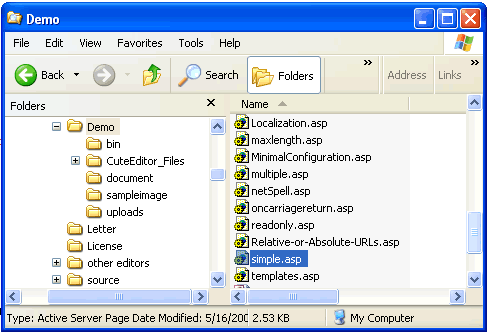 Demo
File Edit View Favorites Tools Help
Back Search Folders » Address » Links
Folders
Name
Demo
bin
CuteEditor_Files
document
sampleimage
uploads
Letter
License
other editors
source
Localization.asp
maxlength.asp
MinimalConfiguration.asp
multiple.asp
netSpell.asp
oncarriagereturn.asp
readonly.asp
Relative-or-Absolute-URLs.asp
simple.asp
templates.asp
Type: Active Server Page Date Modified: 5/16/200 2.53 KB My Computer